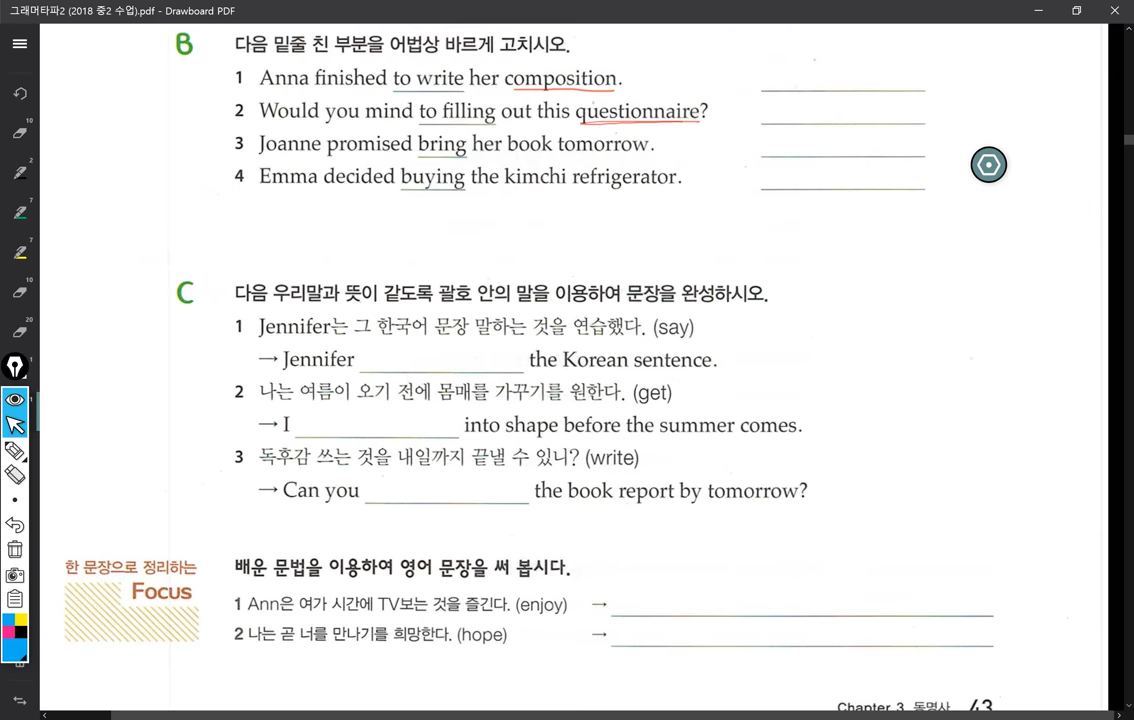 그래머타파2 (2018 중2 수업).pdf - Drawboard PDF
B 다음 밑줄 친 부분을 어법상 바르게 고치시오.
1 Anna finished to write her composition.
2 Would you mind to filling out this questionnaire?
3 Joanne promised bring her book tomorrow.
4 Emma decided buying the kimchi refrigerator.
C 다음 우리말과 뜻이 같도록 괄호 안의 말을 이용하여 문장을 완성하시오.
1 Jennifer는 그 한국어 문장 말하는 것을 연습했다. (say)
→ Jennifer the Korean sentence.
2 나는 여름이 오기 전에 몸매를 가꾸기를 원한다. (get)
→ I into shape before the summer comes.
3 독후감 쓰는 것을 내일까지 끝낼 수 있니? (write)
→ Can you the book report by tomorrow?
한 문장으로 정리하는
Focus
배운 문법을 이용하여 영어 문장을 써 봅시다.
1 Ann은 여가 시간에 TV보는 것을 즐긴다. (enjoy) →
2 나는 곧 너를 만나기를 희망한다. (hope) →
Chapter 3 동명사 43
10
2
7
7
10
20
1
1